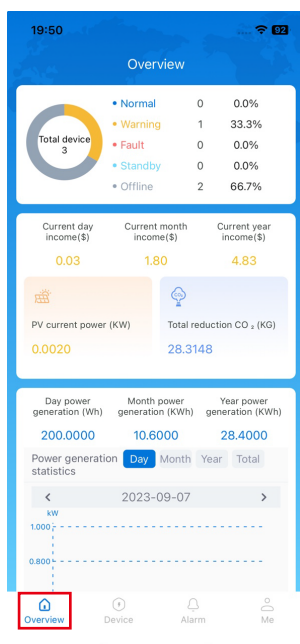 19:50
92
Overview
Normal 0 0.0%
Warning 1 33.3%
Total device
3
Fault 0 0.0%
Standby 0 0.0%
Offline 2 66.7%
Current day income($) Current month income($) Current year income($)
0.03 1.80 4.83
CO₂
PV current power (KW) Total reduction CO ₂ (KG)
0.0020 28.3148
Day power generation (Wh) Month power generation (KWh) Year power generation (KWh)
200.0000 10.6000 28.4000
Power generation statistics Day Month Year Total
< 2023-09-07 >
kW
1.000
0.800
Overview Device Alarm Me